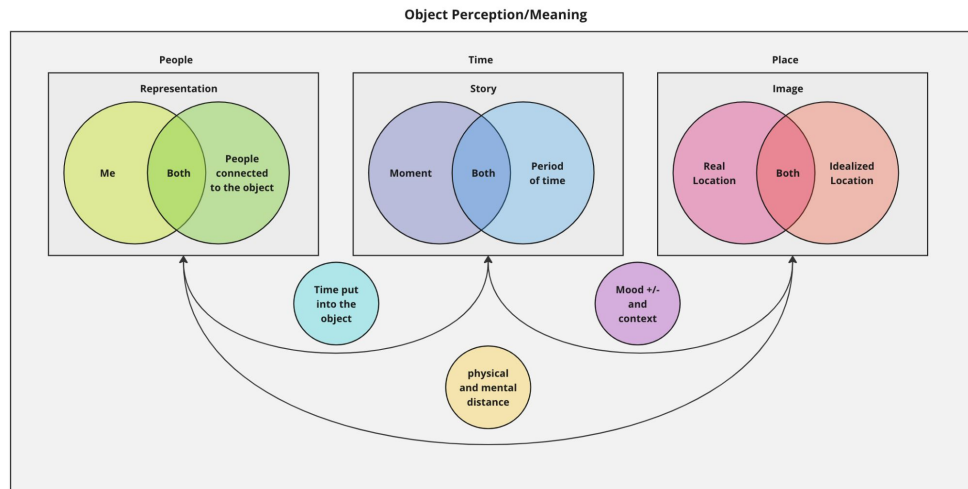 Object Perception/Meaning
People
Time
Place
Representation
Story
Image
Me
Both
People
connected
to the object
Moment
Both
Period
of time
Real
Location
Both
Idealized
Location
Time put
into the
object
Mood +/-
and
context
physical
and mental
distance